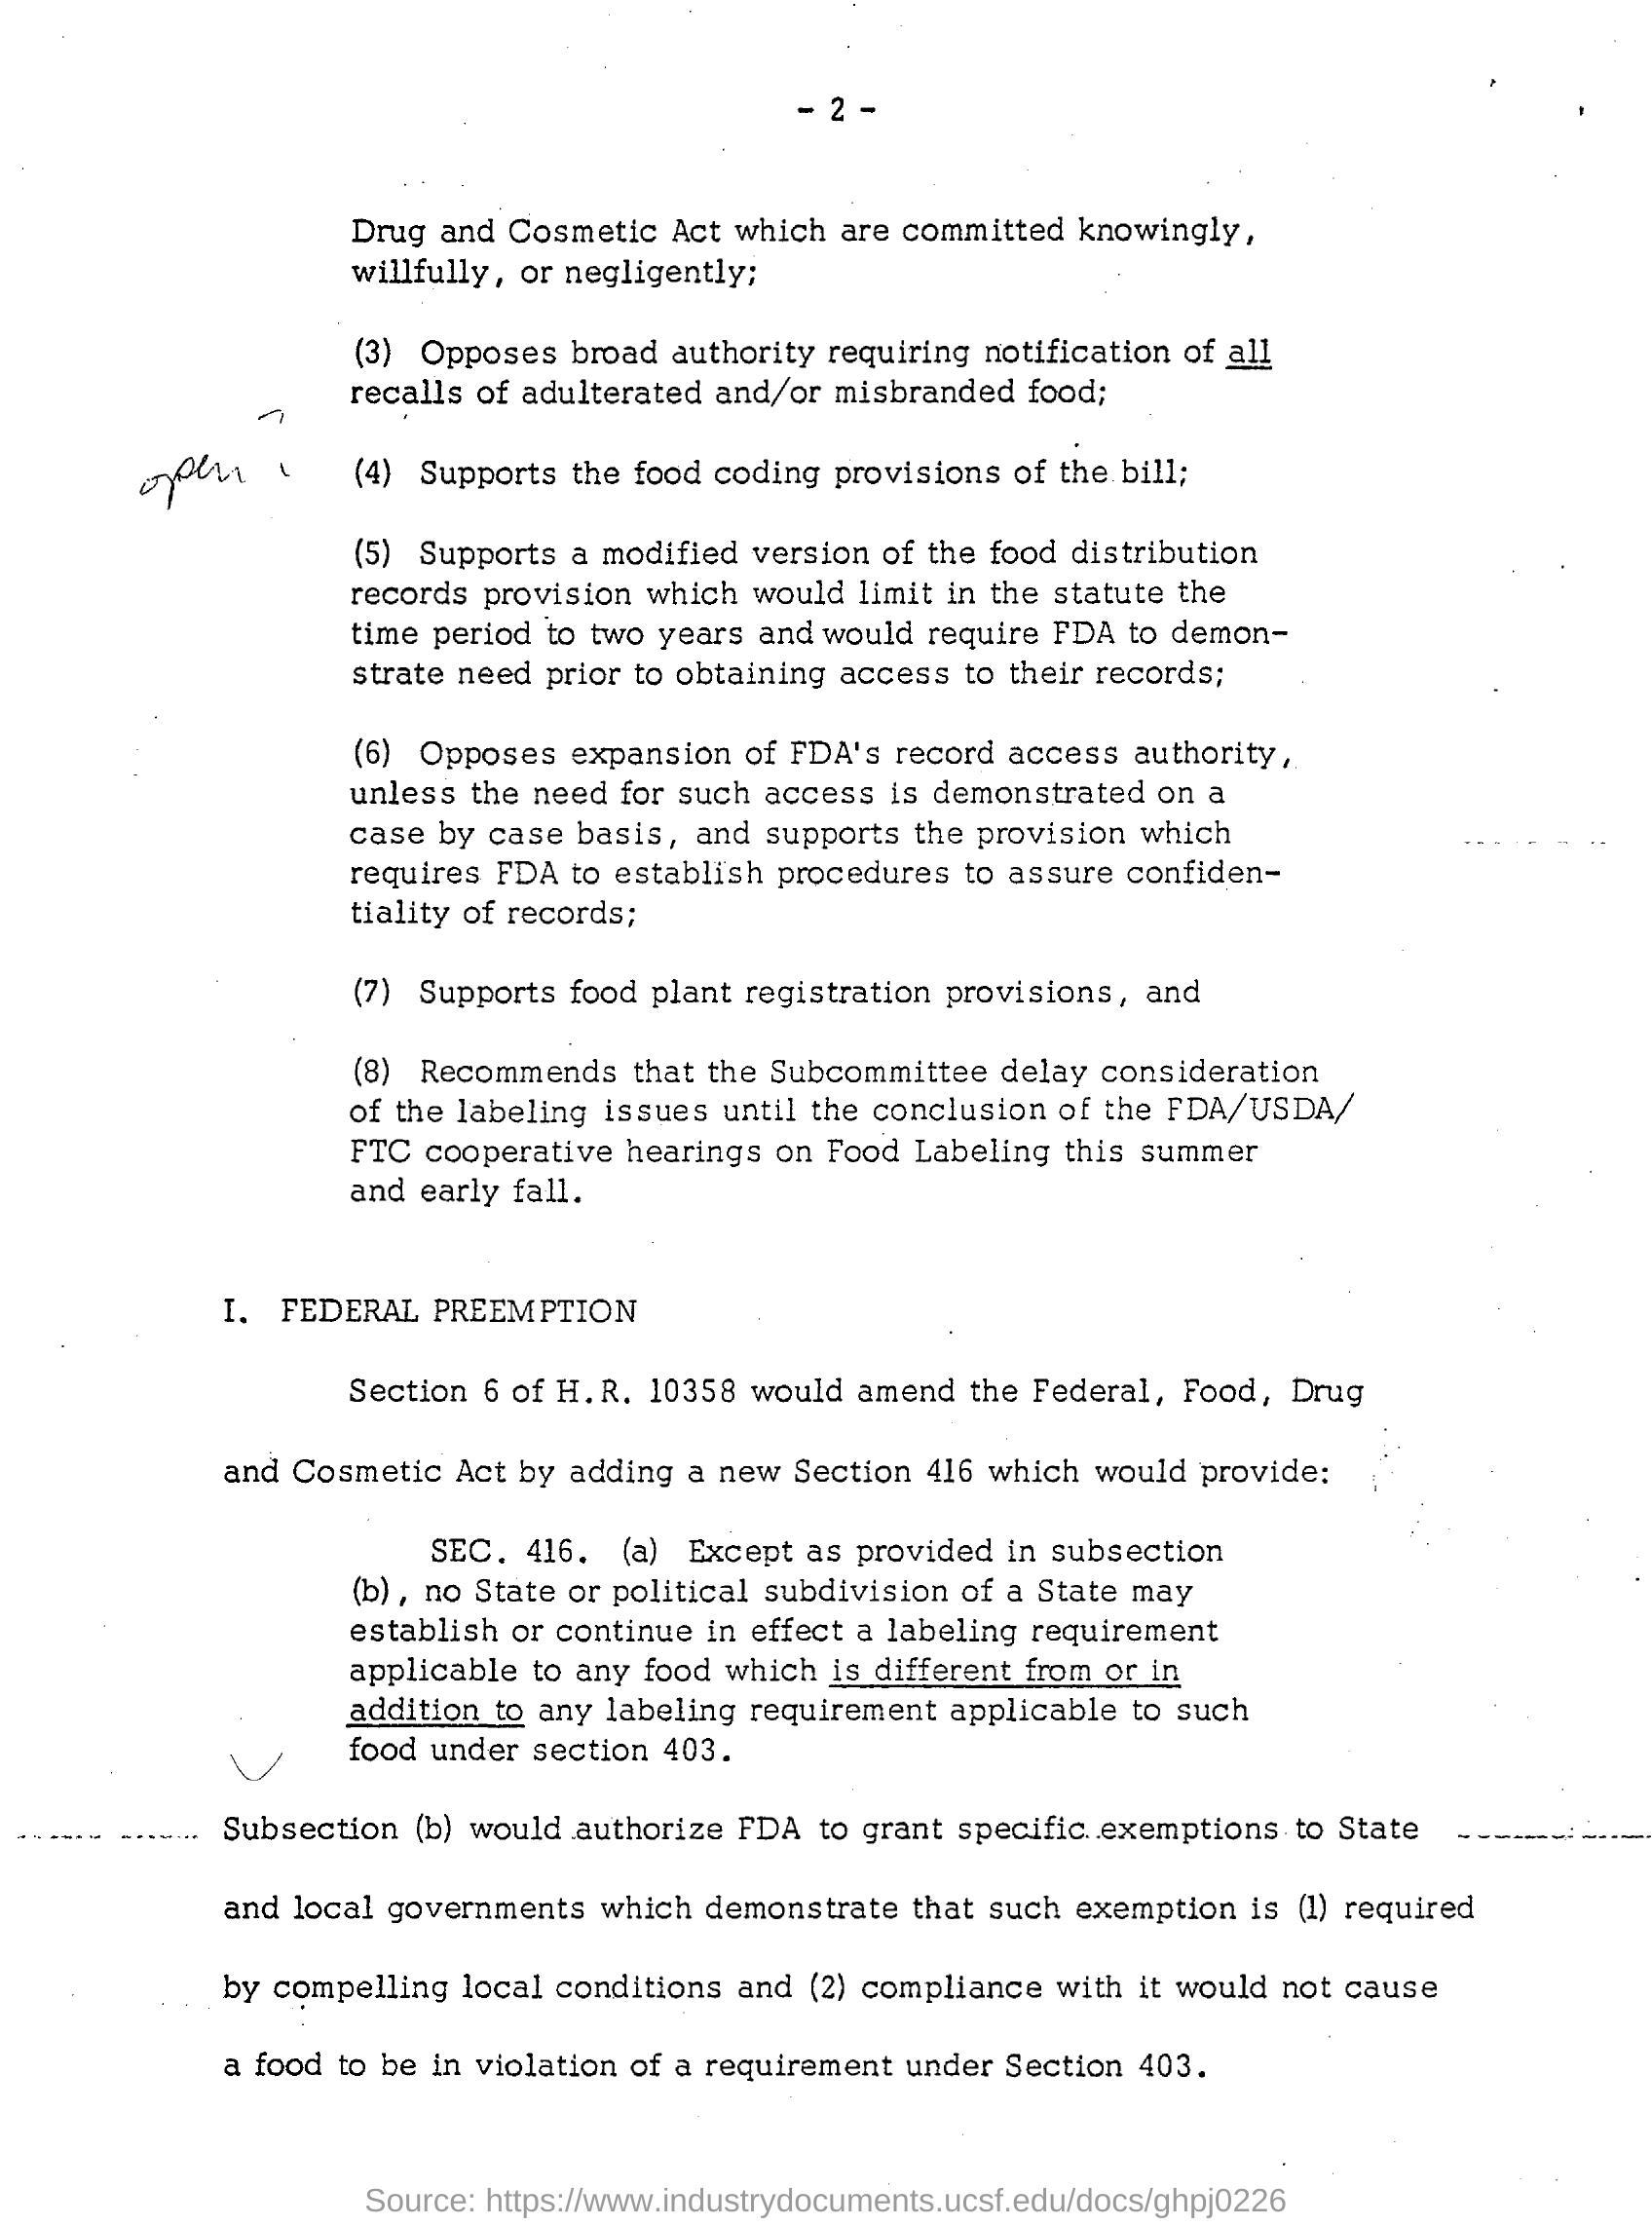 - 2 -
Drug and Cosmetic Act which are committed knowingly,
willfully, or negligently;
(3) Opposes broad authority requiring notification of all
recalls of adulterated and/or misbranded food;
open
(4) Supports the food coding provisions of the bill;
(5) Supports a modified version of the food distribution
records provision which would limit in the statute the
time period to two years and would require FDA to demon-
strate need prior to obtaining access to their records;
(6) Opposes expansion of FDA's record access authority,
unless the need for such access is demonstrated on a
case by case basis, and supports the provision which
requires FDA to establish procedures to assure confiden-
tiality of records;
(7) Supports food plant registration provisions, and
(8) Recommends that the Subcommittee delay consideration
of the labeling issues until the conclusion of the FDA/USDA/
FTC cooperative hearings on Food Labeling this summer
and early fall.
I. FEDERAL PREEMPTION
Section 6 of H.R. 10358 would amend the Federal, Food, Drug
and Cosmetic Act by adding a new Section 416 which would provide:
SEC. 416. (a) Except as provided in subsection
(b), no State or political subdivision of a State may
establish or continue in effect a labeling requirement
applicable to any food which is different from or in
addition to any labeling requirement applicable to such
food under section 403.
Subsection (b) would authorize FDA to grant specific exemptions to State
and local governments which demonstrate that such exemption is (1) required
by compelling local conditions and (2) compliance with it would not cause
a food to be in violation of a requirement under Section 403.
Source: https://www.industrydocuments.ucsf.edu/docs/ghpj0226